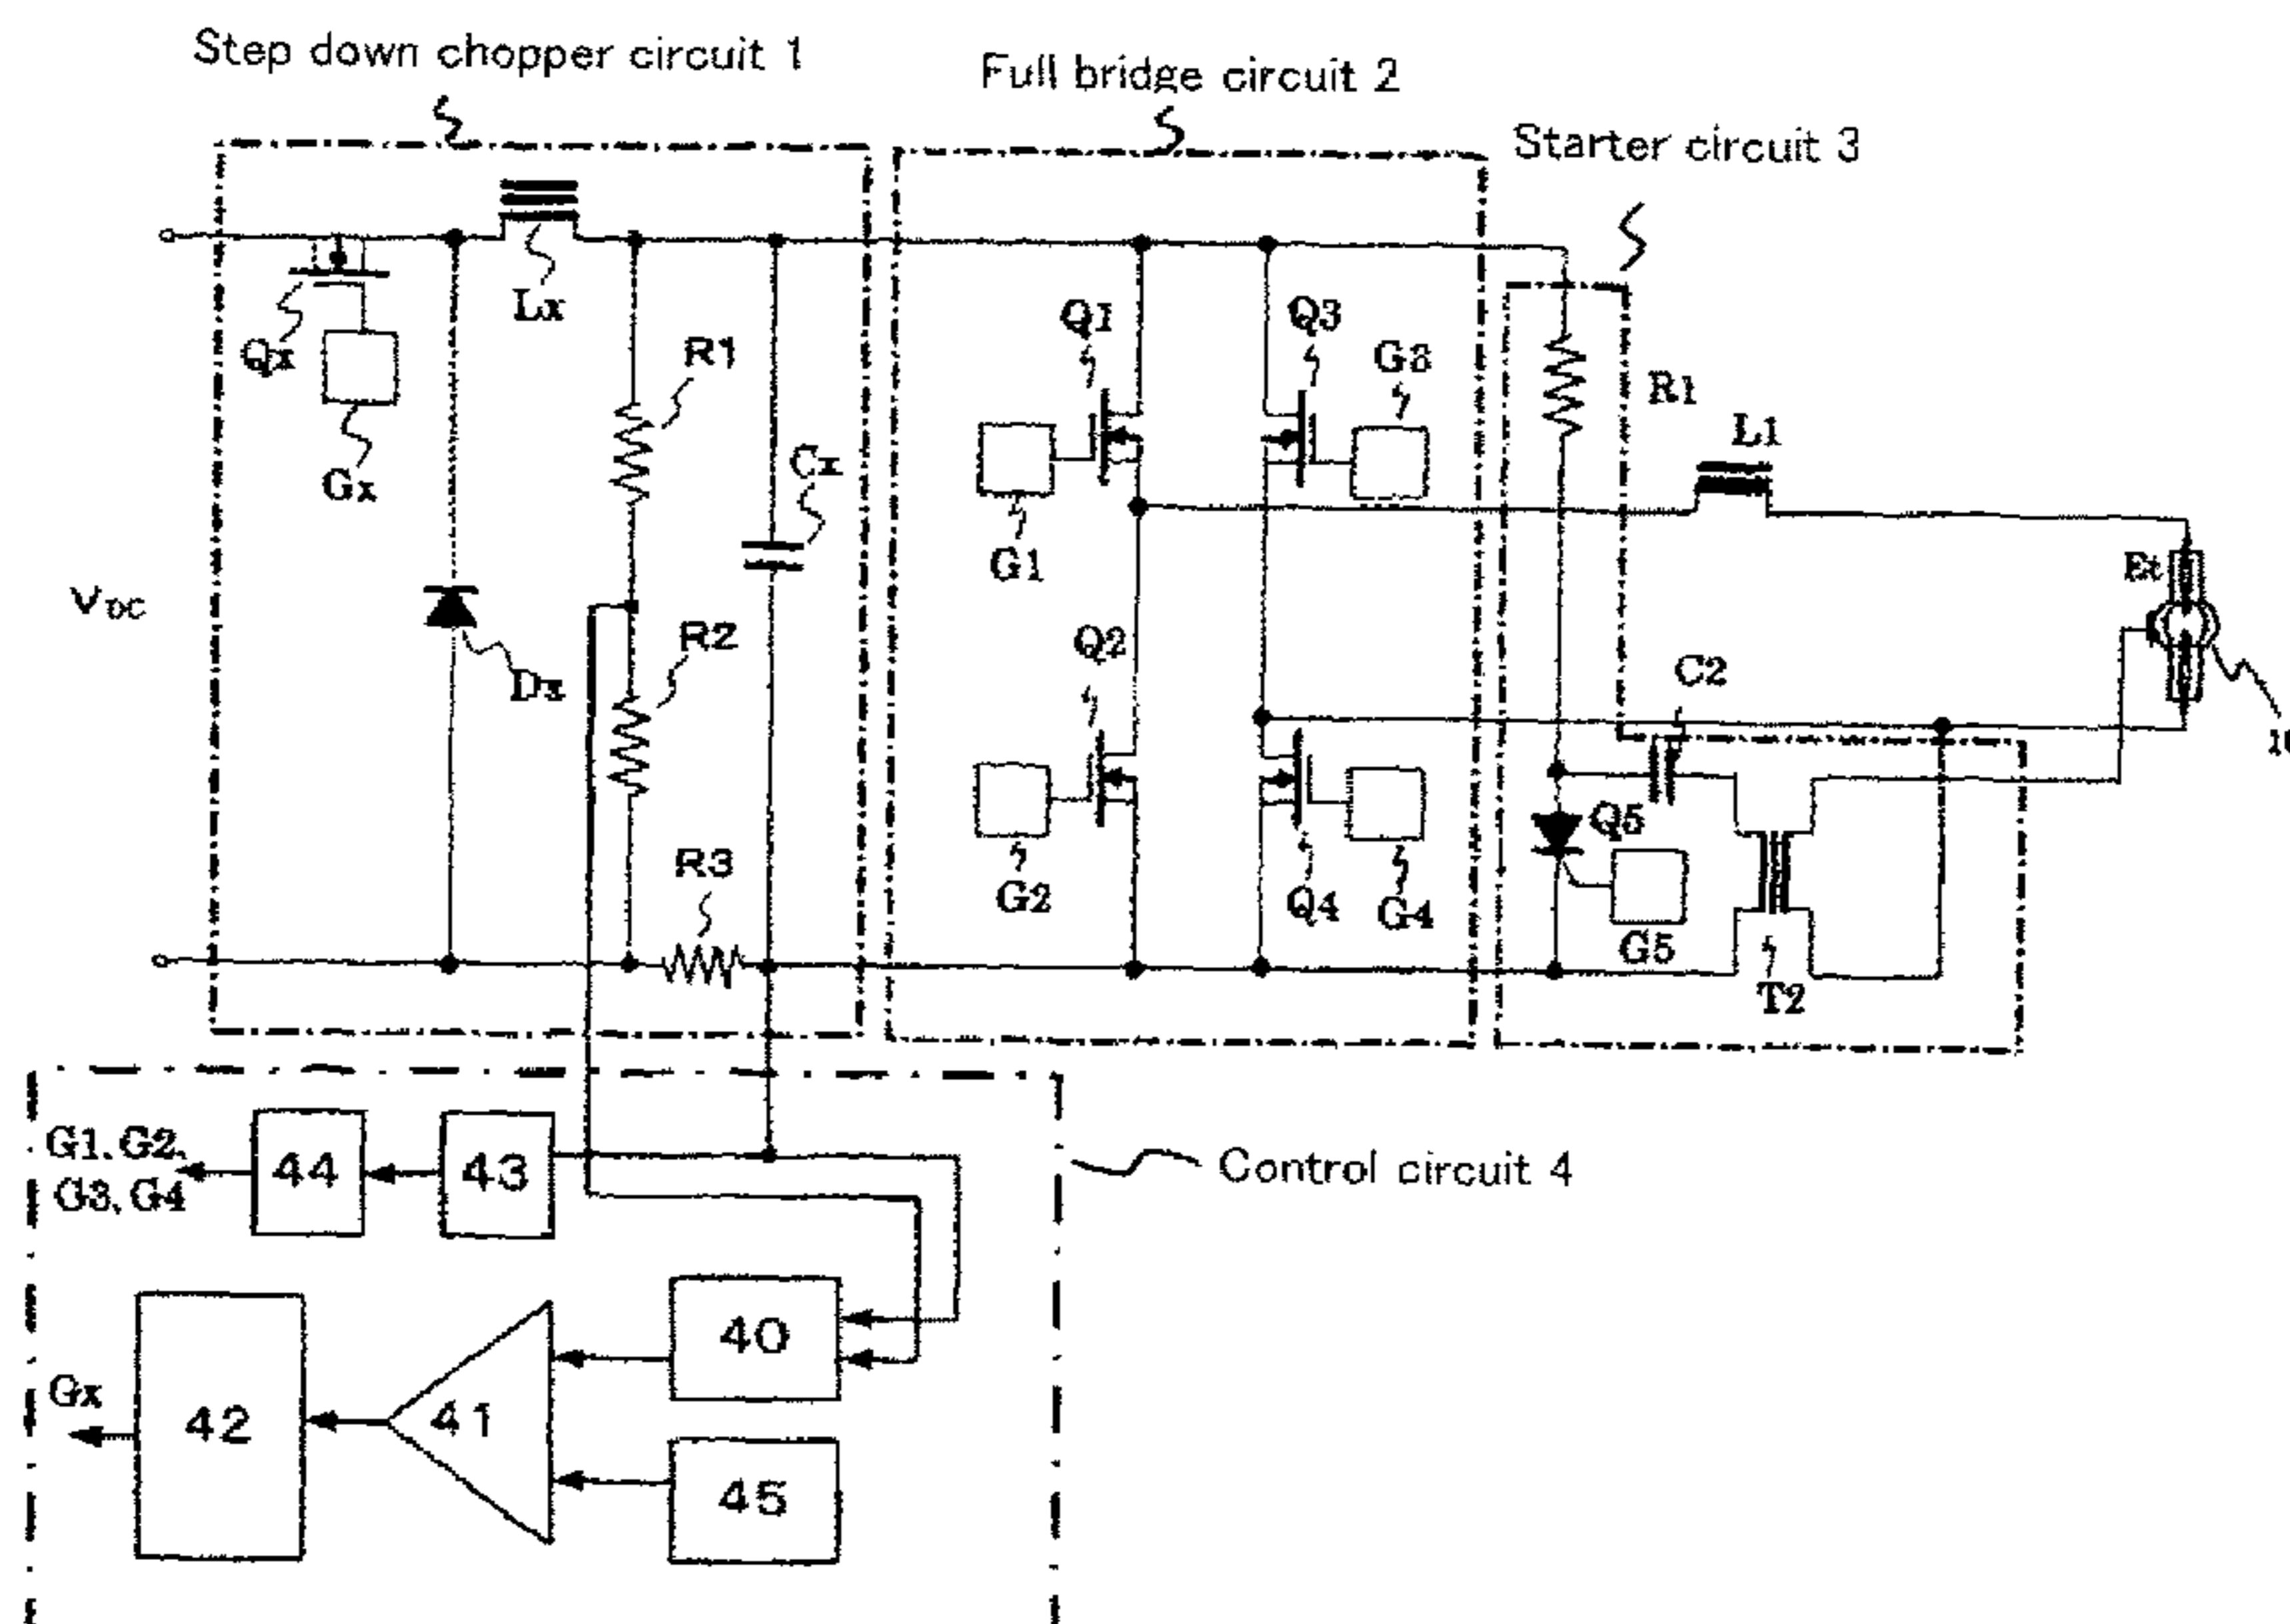 Step down chopper circuit 1
Full bridge circuit 2
Starter circuit 3
Lx
Qx
Gx
R1
Cx
VDC
Dx
R2
R3
Q1
Q3
G3
G1
Q2
G2
Q4
G4
R1
L1
Et
C2
Q5
G5
T2
G1, G2,
G3, G4
44
43
Control circuit 4
40
Gx
42
41
45